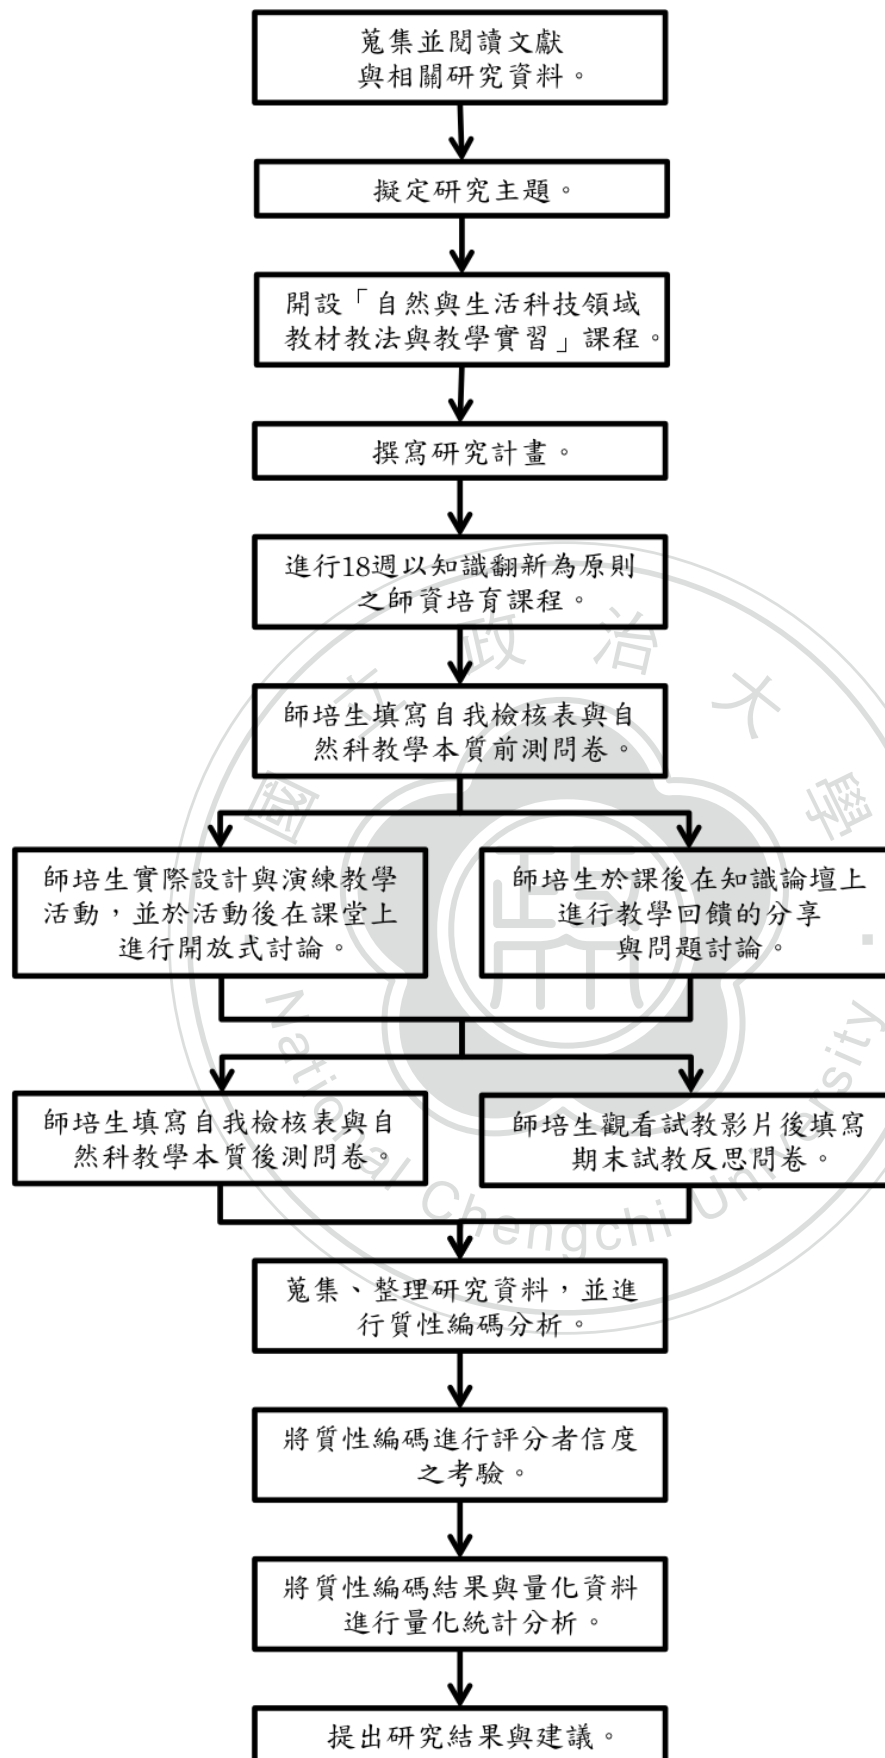 蒐集並閱讀文獻
與相關研究資料。
擬定研究主題。
開設「自然與生活科技領域
教材教法與教學實習」課程。
撰寫研究計畫。
進行18週以知識翻新為原則
之師資培育課程。
師培生填寫自我檢核表與自
然科教學本質前測問卷。
師培生實際設計與演練教學
活動，並於活動後在課堂上
進行開放式討論。
師培生於課後在知識論壇上
進行教學回饋的分享
與問題討論。
師培生填寫自我檢核表與自
然科教學本質後測問卷。
師培生觀看試教影片後填寫
期末試教反思問卷。
蒐集、整理研究資料，並進
行質性編碼分析。
將質性編碼進行評分者信度
之考驗。
將質性編碼結果與量化資料
進行量化統計分析。
提出研究結果與建議。
國立政治大學
National Chengchi University